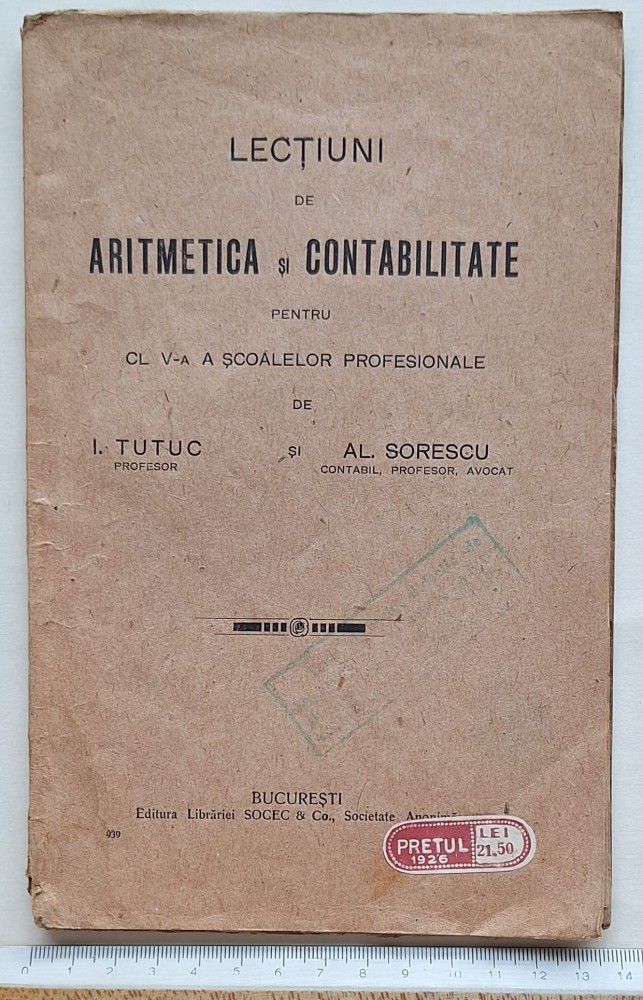 LECȚIUNI
DE
ARITMETICA ȘI CONTABILITATE
PENTRU
CL V-A A ȘCOALELOR PROFESIONALE
DE
I. TUTUC ȘI AL. SORESCU
PROFESOR CONTABIL, PROFESOR, AVOCAT
BUCUREȘTI
Editura Librăriei SOCEC & Co., Societate
939
PRETUL LEI
1926 21.50
0 1 2 3 4 5 6 7 8 9 10 11 12 13 14